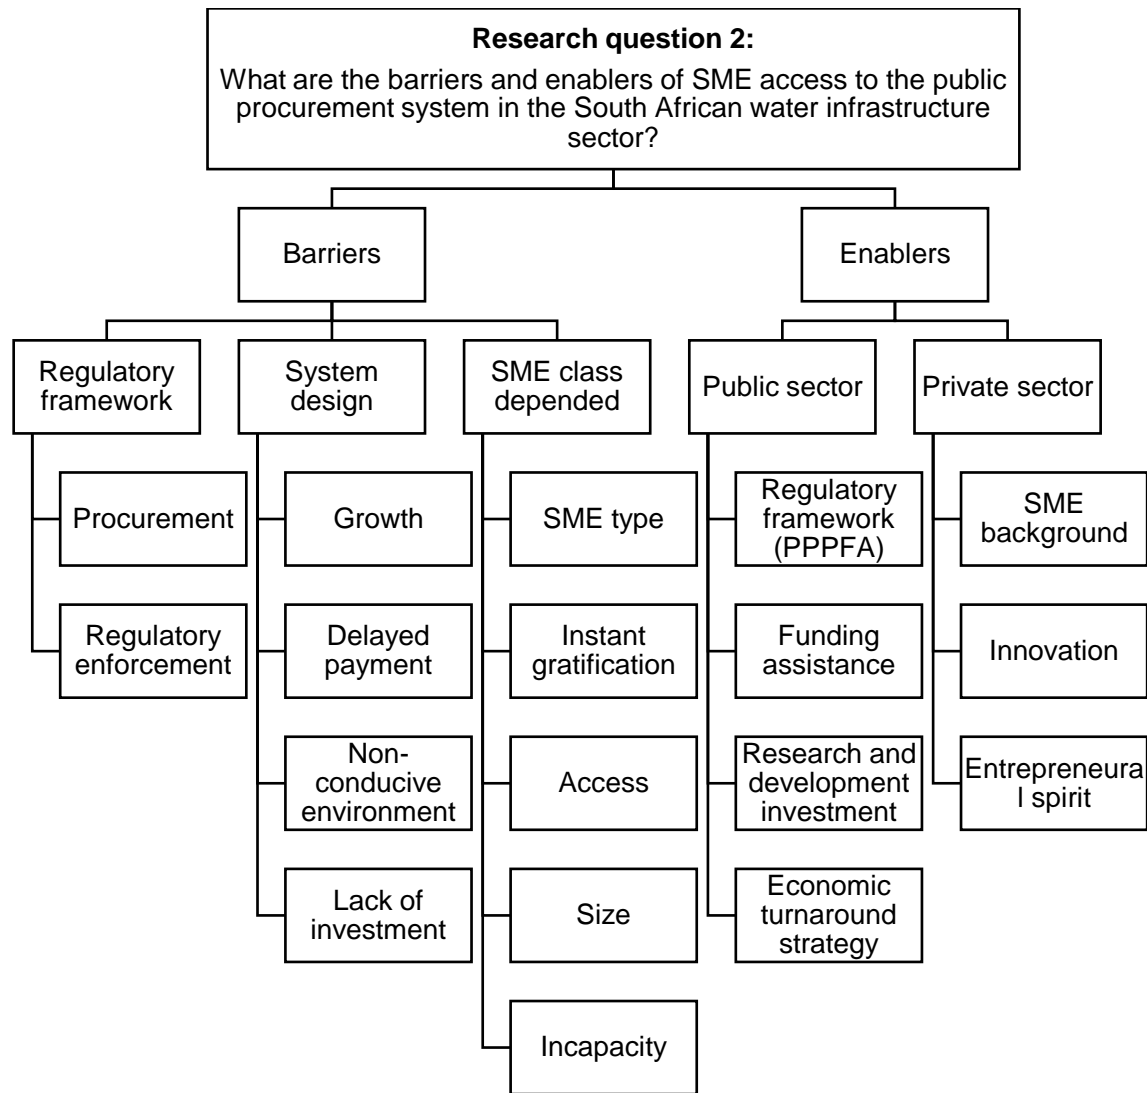 Research question 2:
What are the barriers and enablers of SME access to the public
procurement system in the South African water infrastructure
sector?
Barriers
Enablers
Regulatory
framework
System
design
SME class
depended
Public sector
Private sector
Procurement
Regulatory
enforcement
Growth
Delayed
payment
Non-
conducive
environment
Lack of
investment
SME type
Instant
gratification
Access
Size
Incapacity
Regulatory
framework
(PPPFA)
Funding
assistance
Research and
development
investment
Economic
turnaround
strategy
SME
background
Innovation
Entrepreneura
l spirit